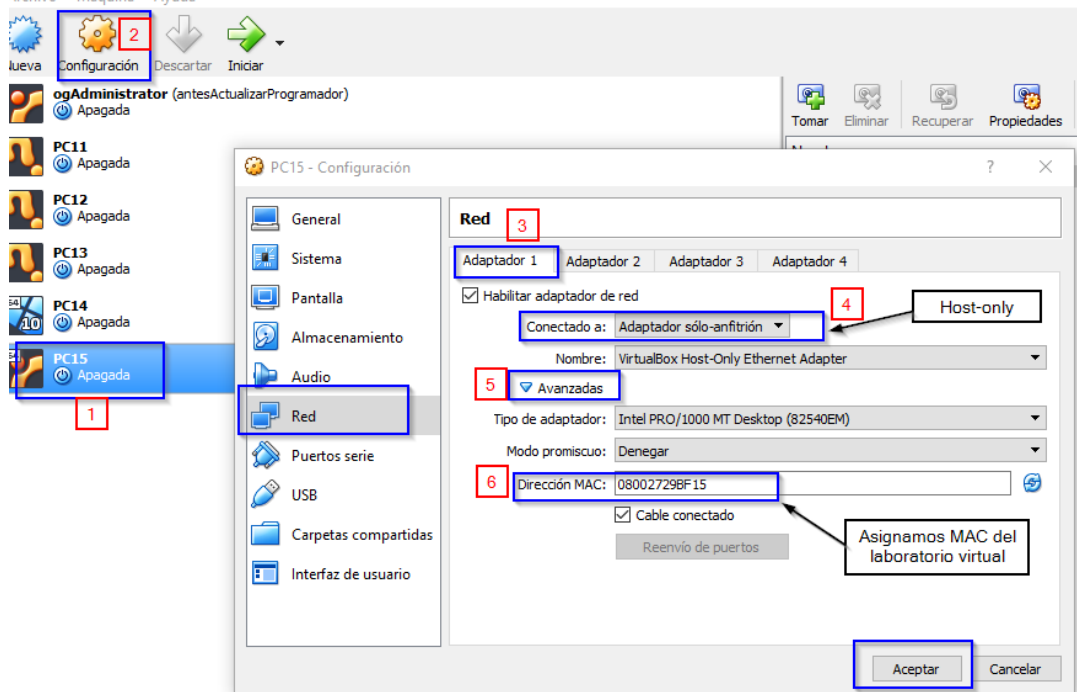 2
Nueva Configuración Descartar Iniciar
ogAdministrator (antesActualizarProgramador)
Apagada
Tomar Eliminar Recuperar Propiedades
PC11
Apagada
PC12
Apagada
PC13
Apagada
64
PC14
10
Apagada
PC15
Apagada
1
PC15 - Configuración ? ×
General
Sistema
Pantalla
Almacenamiento
Audio
Red
Puertos serie
USB
Carpetas compartidas
Interfaz de usuario
Red
3
Adaptador 1 Adaptador 2 Adaptador 3 Adaptador 4
Habilitar adaptador de red
4
Host-only
Conectado a: Adaptador sólo-anfitrión
Nombre: VirtualBox Host-Only Ethernet Adapter
5 Avanzadas
Tipo de adaptador: Intel PRO/1000 MT Desktop (82540EM)
Modo promiscuo: Denegar
6 Dirección MAC: 08002729BF15
Cable conectado
Reenvío de puertos
Asignamos MAC del
laboratorio virtual
Aceptar Cancelar